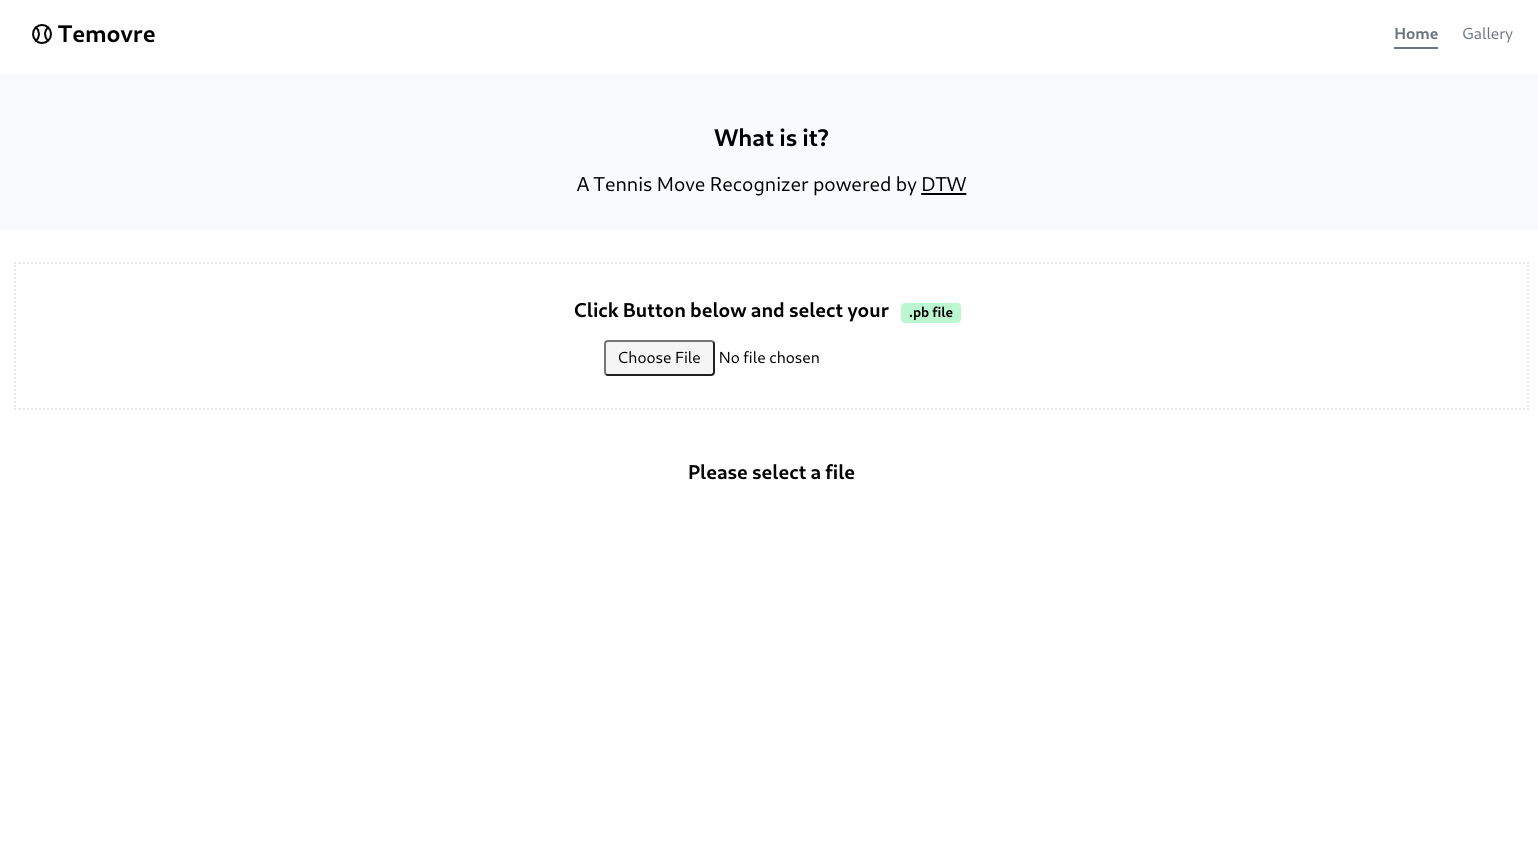 Temovre
Home Gallery
What is it?
A Tennis Move Recognizer powered by DTW
Click Button below and select your .pb file
Choose File No file chosen
Please select a file